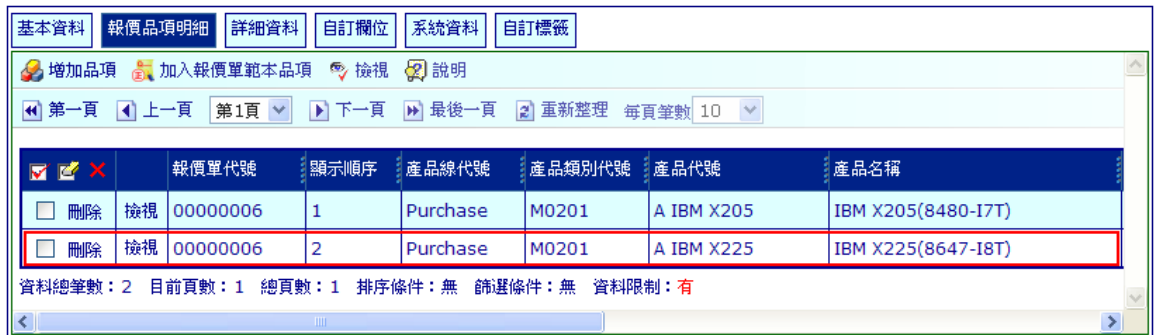 基本資料 報價品項明細 詳細資料 自訂欄位 系統資料 自訂標籤
增加品項 加入報價單範本品項 檢視 說明
第一頁 上一頁 第1頁 下一頁 最後一頁 重新整理 每頁筆數 10
報價單代號 顯示順序 產品線代號 產品類別代號 產品代號 產品名稱
刪除 檢視 00000006 1 Purchase M0201 A IBM X205 IBM X205(8480-I7T)
刪除 檢視 00000006 2 Purchase M0201 A IBM X225 IBM X225(8647-I8T)
資料總筆數：2 目前頁數：1 總頁數：1 排序條件：無 篩選條件：無 資料限制：有